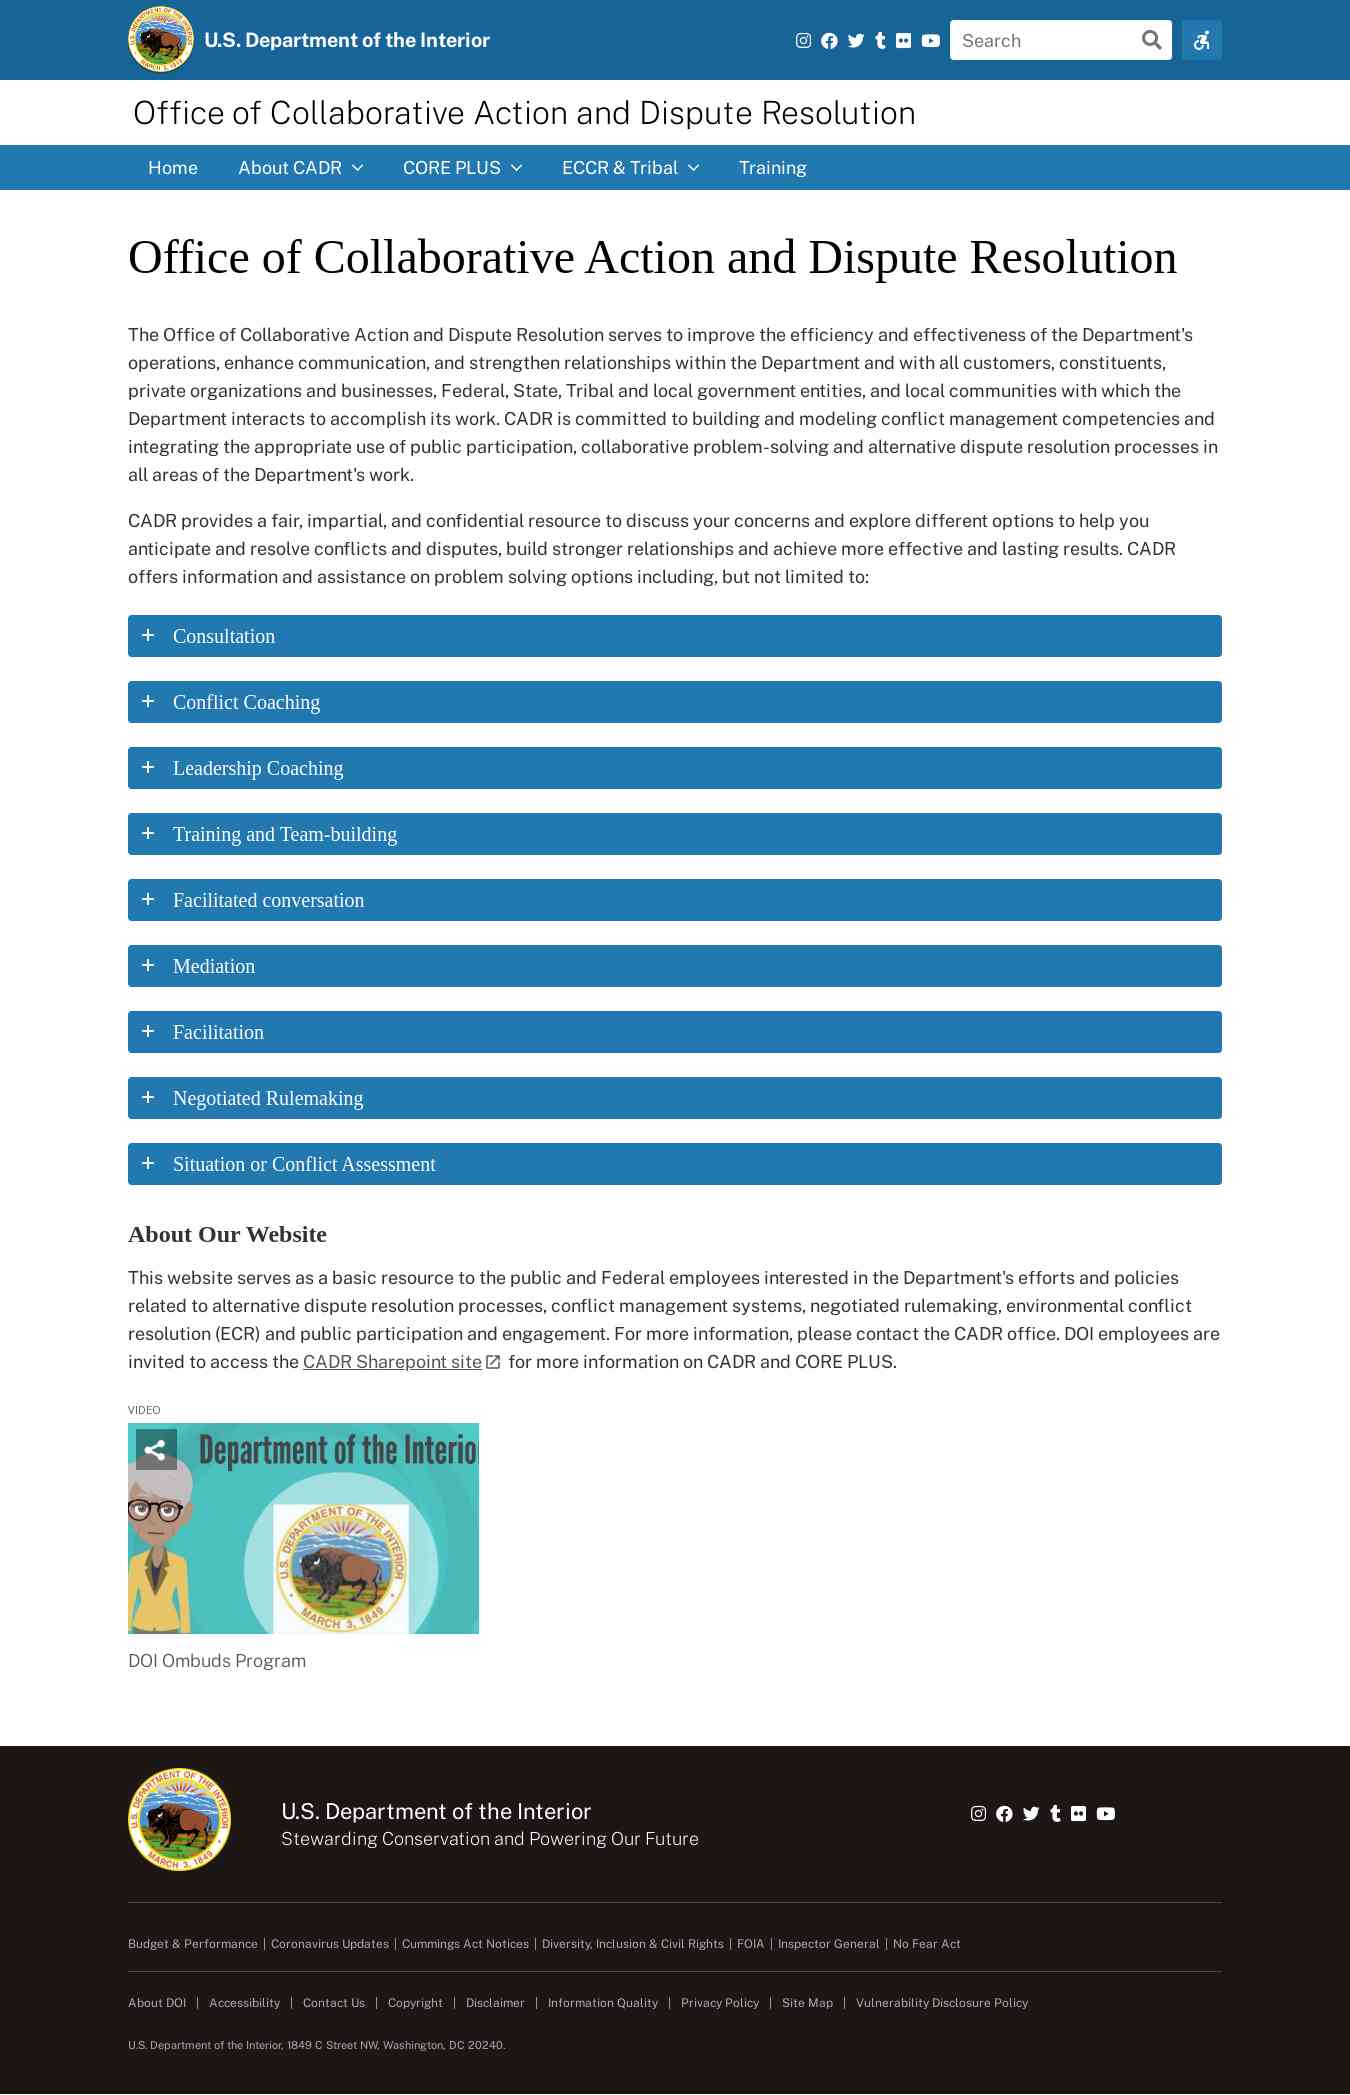 U.S. Department of the Interior
Search
Office of Collaborative Action and Dispute Resolution
Home About CADR CORE PLUS ECCR & Tribal Training
Office of Collaborative Action and Dispute Resolution
The Office of Collaborative Action and Dispute Resolution serves to improve the efficiency and effectiveness of the Department's
operations, enhance communication, and strengthen relationships within the Department and with all customers, constituents,
private organizations and businesses, Federal, State, Tribal and local government entities, and local communities with which the
Department interacts to accomplish its work. CADR is committed to building and modeling conflict management competencies and
integrating the appropriate use of public participation, collaborative problem-solving and alternative dispute resolution processes in
all areas of the Department's work.
CADR provides a fair, impartial, and confidential resource to discuss your concerns and explore different options to help you
anticipate and resolve conflicts and disputes, build stronger relationships and achieve more effective and lasting results. CADR
offers information and assistance on problem solving options including, but not limited to:
+ Consultation
+ Conflict Coaching
+ Leadership Coaching
+ Training and Team-building
+ Facilitated conversation
+ Mediation
+ Facilitation
+ Negotiated Rulemaking
+ Situation or Conflict Assessment
About Our Website
This website serves as a basic resource to the public and Federal employees interested in the Department's efforts and policies
related to alternative dispute resolution processes, conflict management systems, negotiated rulemaking, environmental conflict
resolution (ECR) and public participation and engagement. For more information, please contact the CADR office. DOI employees are
invited to access the CADR Sharepoint site for more information on CADR and CORE PLUS.
VIDEO
Department of the Interior
U.S. DEPARTMENT OF THE INTERIOR
MARCH 3, 1849
DOI Ombuds Program
U.S. DEPARTMENT OF THE INTERIOR
MARCH 3, 1849
U.S. Department of the Interior
Stewarding Conservation and Powering Our Future
Budget & Performance | Coronavirus Updates | Cummings Act Notices | Diversity, Inclusion & Civil Rights | FOIA | Inspector General | No Fear Act
About DOI | Accessibility | Contact Us | Copyright | Disclaimer | Information Quality | Privacy Policy | Site Map | Vulnerability Disclosure Policy
U.S. Department of the Interior, 1849 C Street NW, Washington, DC 20240.